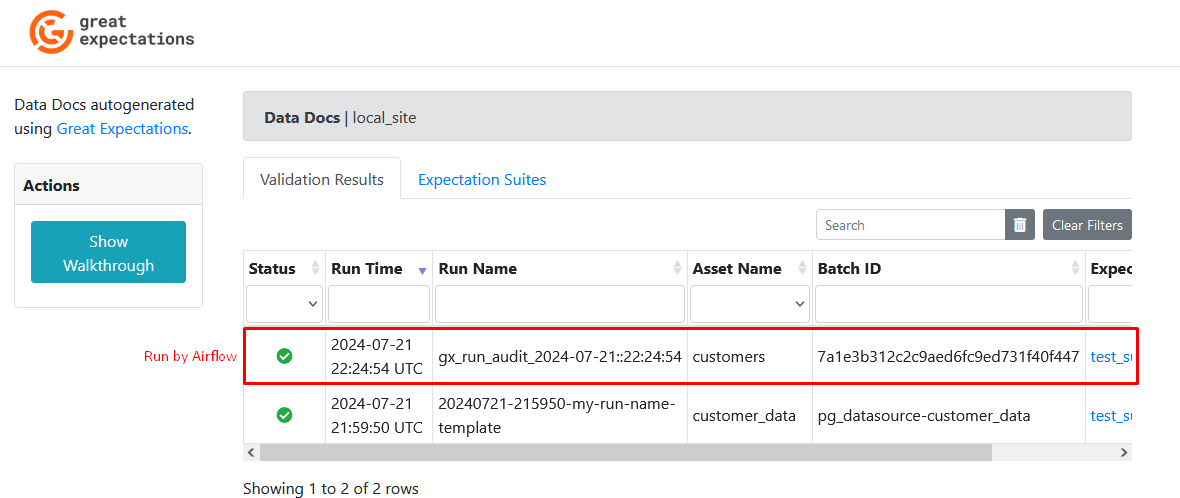 great
expectations
Data Docs autogenerated
using Great Expectations.
Actions
Show
Walkthrough
Data Docs | local_site
Validation Results
Expectation Suites
Search
Clear Filters
Status
Run Time
Run Name
Asset Name
Batch ID
Expec
Run by Airflow
2024-07-21
22:24:54 UTC
gx_run_audit_2024-07-21::22:24:54
customers
7a1e3b312c2c9aed6fc9ed731f40f447
test_su
2024-07-21
21:59:50 UTC
20240721-215950-my-run-name-
template
customer_data
pg_datasource-customer_data
test_su
Showing 1 to 2 of 2 rows